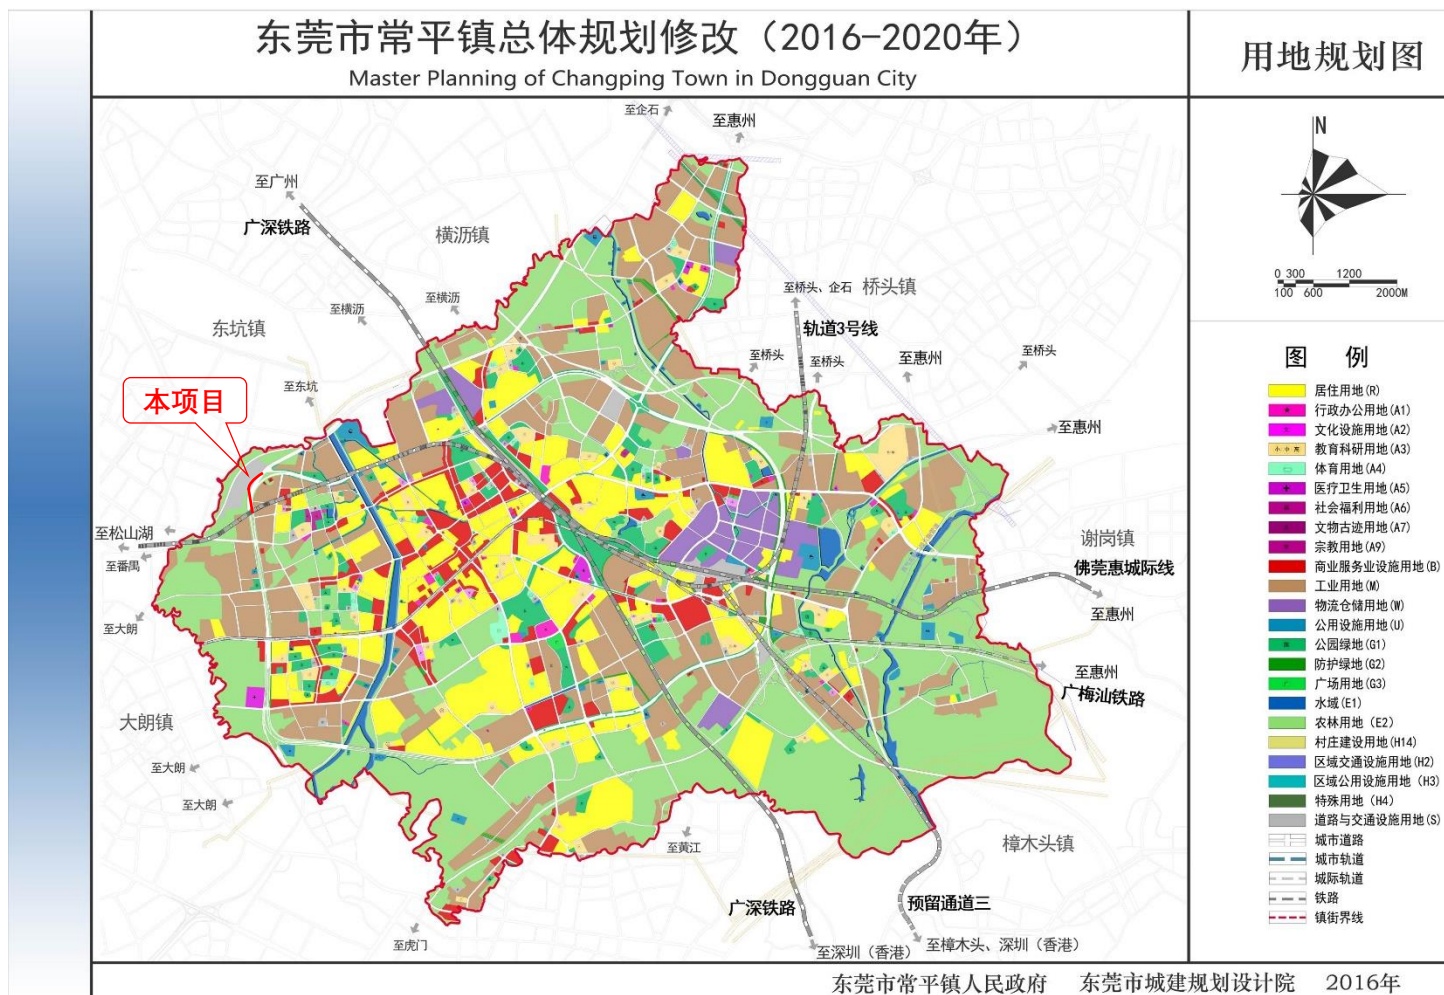 东莞市常平镇总体规划修改（2016-2020年）
Master Planning of Changping Town in Dongguan City
用地规划图
N
0 300 1200
100 600 2000M
至企石
至惠州
至广州
广深铁路
横沥镇
至横沥
至横沥
东坑镇
至东坑
本项目
至桥头、企石
桥头镇
轨道3号线
至桥头
至桥头
至惠州
至桥头
至惠州
至松山湖
至番禺
至大朗
大朗镇
至大朗
至大朗
谢岗镇
佛莞惠城际线
至惠州
至惠州
广梅汕铁路
樟木头镇
至黄江
预留通道三
广深铁路
至虎门
至深圳（香港）
至樟木头、深圳（香港）
图 例
居住用地(R)
行政办公用地(A1)
文化设施用地(A2)
教育科研用地(A3)
体育用地(A4)
医疗卫生用地(A5)
社会福利用地(A6)
文物古迹用地(A7)
宗教用地(A9)
商业服务业设施用地(B)
工业用地(M)
物流仓储用地(W)
公用设施用地(U)
公园绿地(G1)
防护绿地(G2)
广场用地(G3)
水域(E1)
农林用地(E2)
村庄建设用地(H14)
区域交通设施用地(H2)
区域公用设施用地(H3)
特殊用地(H4)
道路与交通设施用地(S)
城市道路
城市轨道
城际轨道
铁路
镇街界线
东莞市常平镇人民政府 东莞市城建规划设计院 2016年